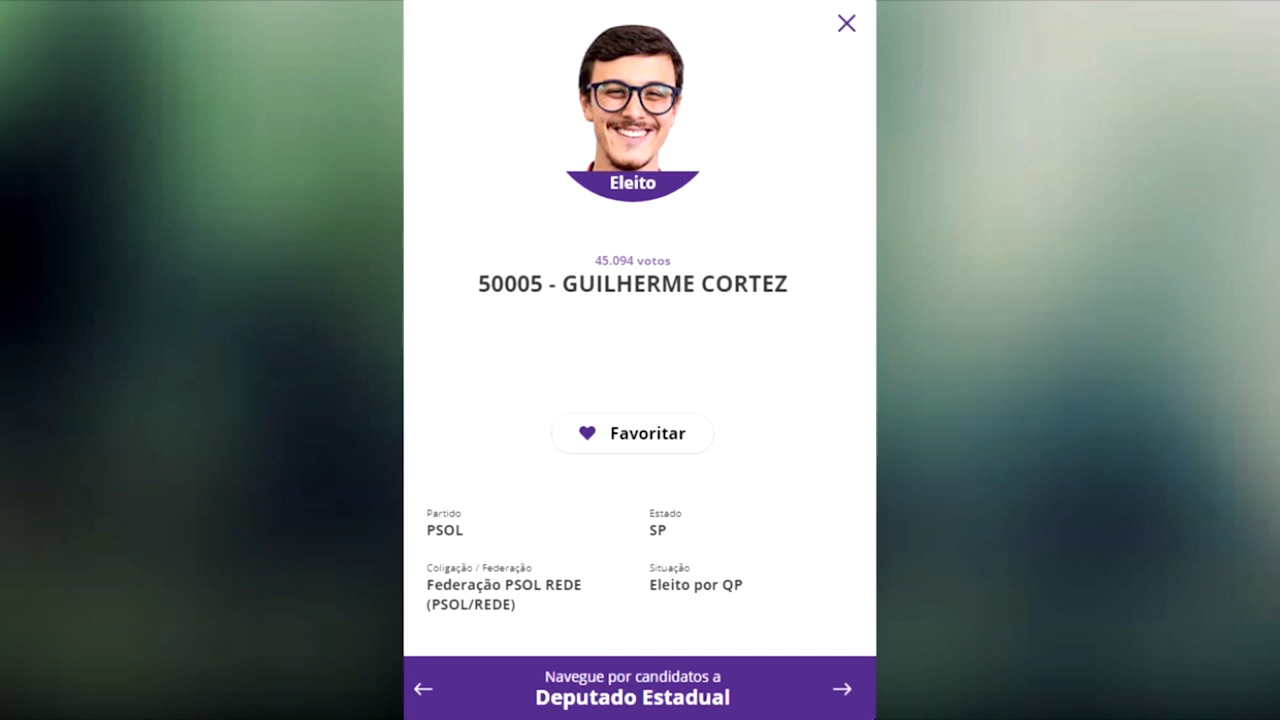 Eleito
45.094 votos
50005 - GUILHERME CORTEZ
Favoritar
Partido
PSOL
Estado
SP
Coligação / Federação
Federação PSOL REDE
(PSOL/REDE)
Situação
Eleito por QP
Navegue por candidatos a
Deputado Estadual